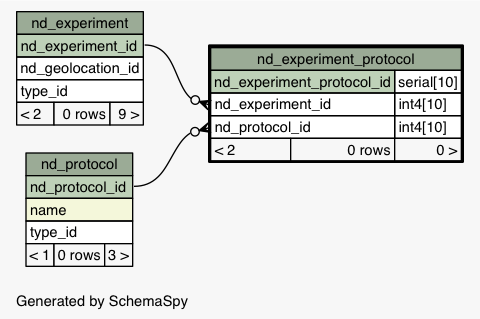 nd_experiment
nd_experiment_id
nd_geolocation_id
type_id
< 2 0 rows 9 >
nd_experiment_protocol
nd_experiment_protocol_id serial[10]
nd_experiment_id int4[10]
nd_protocol_id int4[10]
< 2 0 rows 0 >
nd_protocol
nd_protocol_id
name
type_id
< 1 0 rows 3 >
Generated by SchemaSpy